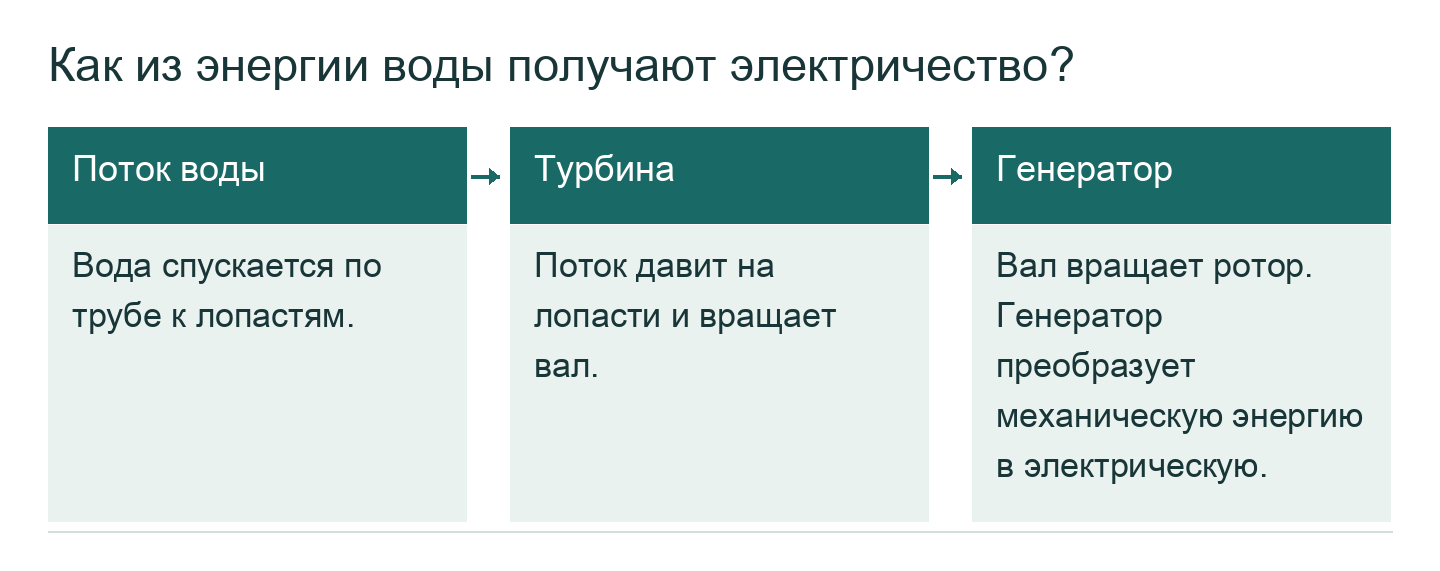 Как из энергии воды получают электричество?
Поток воды
Вода спускается по
трубе к лопастям.
Турбина
Поток давит на
лопасти и вращает
вал.
Генератор
Вал вращает ротор.
Генератор
преобразует
механическую энергию
в электрическую.